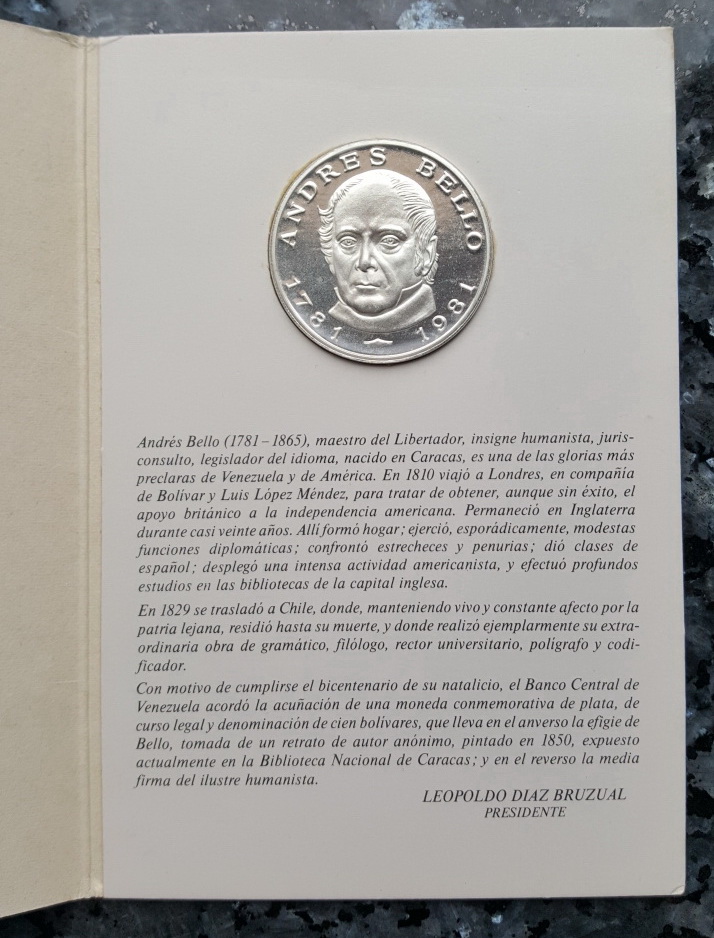 ANDRES BELLO
1781 1981
Andrés Bello (1781–1865), maestro del Libertador, insigne humanista, juris-
consulto, legislador del idioma, nacido en Caracas, es una de las glorias más
preclaras de Venezuela y de América. En 1810 viajó a Londres, en compañía
de Bolívar y Luis López Méndez, para tratar de obtener, aunque sin éxito, el
apoyo británico a la independencia americana. Permaneció en Inglaterra
durante casi veinte años. Allí formó hogar; ejerció, esporádicamente, modestas
funciones diplomáticas; confrontó estrecheces y penurias; dió clases de
español; desplegó una intensa actividad americanista, y efectuó profundos
estudios en las bibliotecas de la capital inglesa.
En 1829 se trasladó a Chile, donde, manteniendo vivo y constante afecto por la
patria lejana, residió hasta su muerte, y donde realizó ejemplarmente su extra-
ordinaria obra de gramático, filólogo, rector universitario, polígrafo y codi-
ficador.
Con motivo de cumplirse el bicentenario de su natalicio, el Banco Central de
Venezuela acordó la acuñación de una moneda conmemorativa de plata, de
curso legal y denominación de cien bolívares, que lleva en el anverso la efigie de
Bello, tomada de un retrato de autor anónimo, pintado en 1850, expuesto
actualmente en la Biblioteca Nacional de Caracas; y en el reverso la media
firma del ilustre humanista.
LEOPOLDO DIAZ BRUZUAL
PRESIDENTE